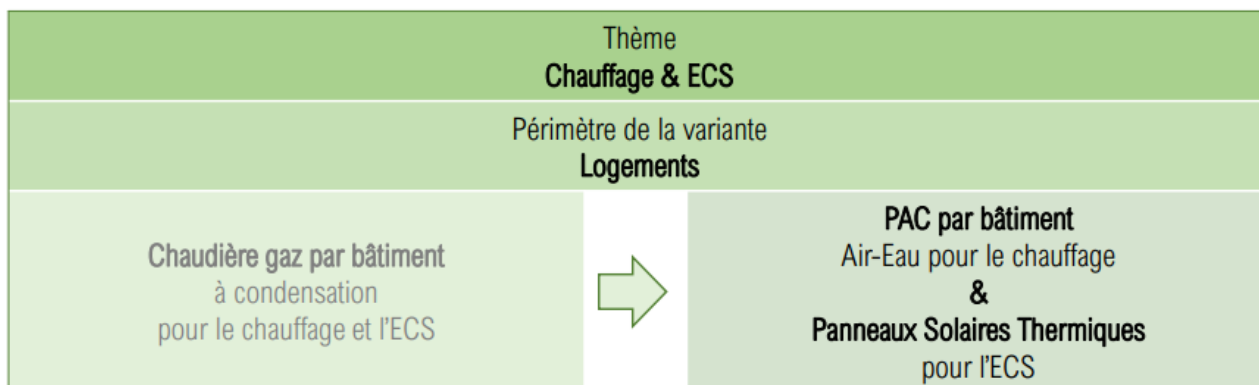 Thème
Chauffage & ECS
Périmètre de la variante
Logements
Chaudière gaz par bâtiment
à condensation
pour le chauffage et l'ECS
PAC par bâtiment
Air-Eau pour le chauffage
&
Panneaux Solaires Thermiques
pour l'ECS